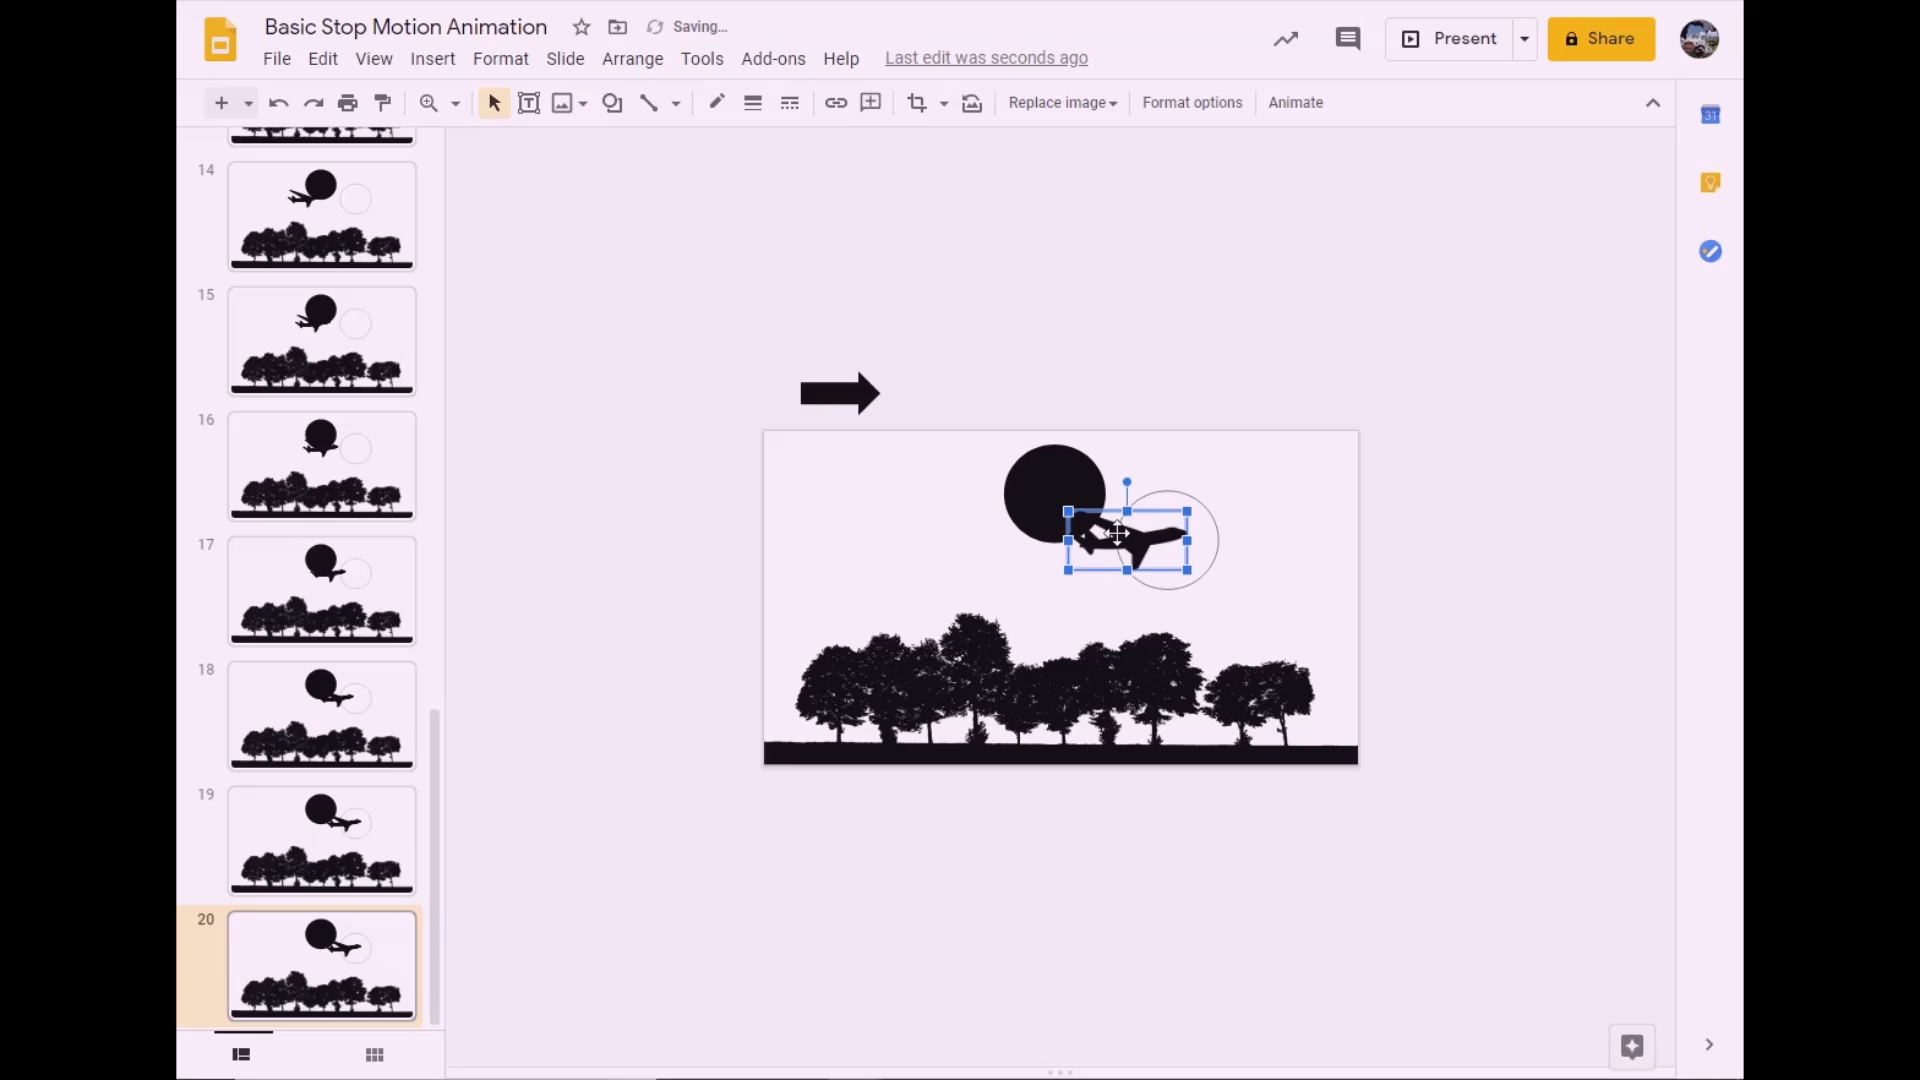 Basic Stop Motion Animation Saving...
File Edit View Insert Format Slide Arrange Tools Add-ons Help Last edit was seconds ago
Present Share
Replace image Format options Animate
31
14
15
16
17
18
19
20